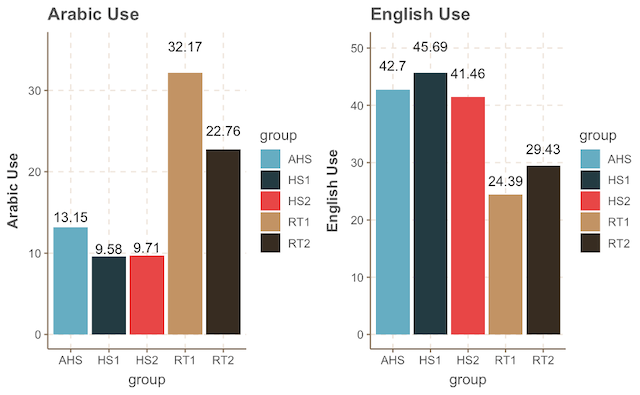 Arabic Use
32.17
30
22.76
20
13.15
10
9.58
9.71
0
Arabic Use
AHS
HS1
HS2
RT1
RT2
group
group
AHS
HS1
HS2
RT1
RT2
English Use
50
45.69
42.7
41.46
40
30
29.43
24.39
20
10
0
English Use
AHS
HS1
HS2
RT1
RT2
group
group
AHS
HS1
HS2
RT1
RT2